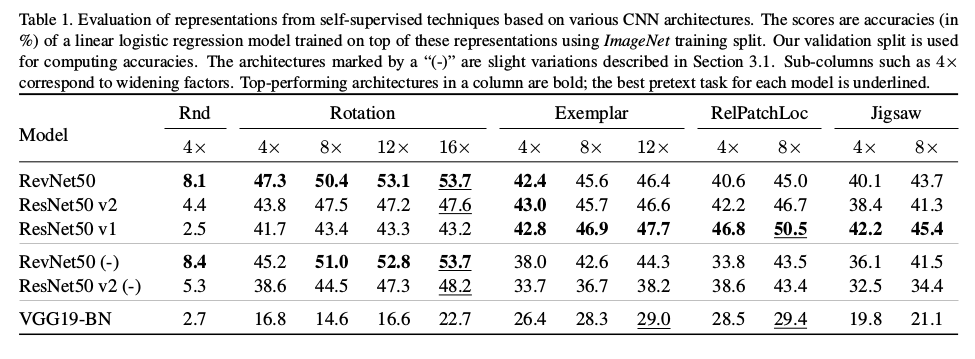 Table 1. Evaluation of representations from self-supervised techniques based on various CNN architectures. The scores are accuracies (in
%) of a linear logistic regression model trained on top of these representations using ImageNet training split. Our validation split is used
for computing accuracies. The architectures marked by a “(-)” are slight variations described in Section 3.1. Sub-columns such as 4×
correspond to widening factors. Top-performing architectures in a column are bold; the best pretext task for each model is underlined.
Model Rnd Rotation Exemplar RelPatchLoc Jigsaw
4× 4× 8× 12× 16× 4× 8× 12× 4× 8× 4× 8×
RevNet50 8.1 47.3 50.4 53.1 53.7 42.4 45.6 46.4 40.6 45.0 40.1 43.7
ResNet50 v2 4.4 43.8 47.5 47.2 47.6 43.0 45.7 46.6 42.2 46.7 38.4 41.3
ResNet50 v1 2.5 41.7 43.4 43.3 43.2 42.8 46.9 47.7 46.8 50.5 42.2 45.4
RevNet50 (-) 8.4 45.2 51.0 52.8 53.7 38.0 42.6 44.3 33.8 43.5 36.1 41.5
ResNet50 v2 (-) 5.3 38.6 44.5 47.3 48.2 33.7 36.7 38.2 38.6 43.4 32.5 34.4
VGG19-BN 2.7 16.8 14.6 16.6 22.7 26.4 28.3 29.0 28.5 29.4 19.8 21.1